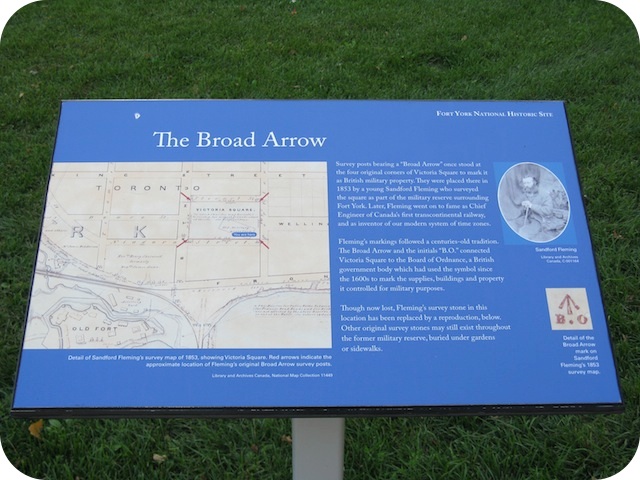 FORT YORK NATIONAL HISTORIC SITE
The Broad Arrow
Survey posts bearing a "Broad Arrow" once stood at
the four original corners of Victoria Square to mark it
as British military property. They were placed there in
1853 by a young Sandford Fleming who surveyed
the square as part of the military reserve surrounding
Fort York. Later, Fleming went on to fame as Chief
Engineer of Canada's first transcontinental railway,
and as inventor of our modern system of time zones.
Fleming's markings followed a centuries-old tradition.
The Broad Arrow and the initials "B.O." connected
Victoria Square to the Board of Ordnance, a British
government body which had used the symbol since
the 1600s to mark the supplies, buildings and property
it controlled for military purposes.
Though now lost, Fleming's survey stone in this
location has been replaced by a reproduction, below.
Other original survey stones may still exist throughout
the former military reserve, buried under gardens
or sidewalks.
Sandford Fleming
Library and Archives
B.O
Detail of the
Broad Arrow
mark on
Sandford
Fleming's 1853
survey map.
KING STREET
TORONTO
VICTORIA SQUARE
WELLIN
R K
OLD FORT
Detail of Sandford Fleming's survey map of 1853, showing Victoria Square. Red arrows indicate the
approximate location of Fleming's original Broad Arrow survey posts.
Library and Archives Canada, National Map Collection 11449